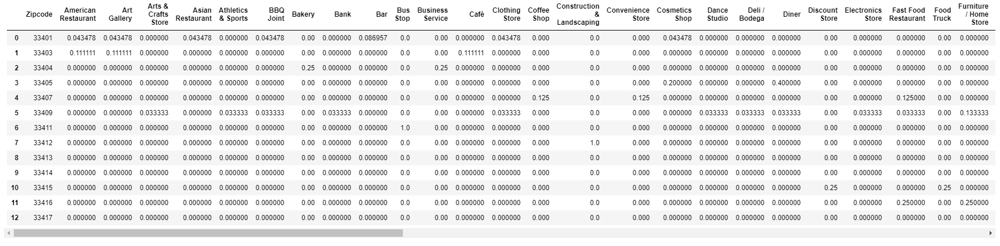 Zipcode American Restaurant Art Gallery Arts & Crafts Store Asian Restaurant Athletics & Sports BBQ Joint Bakery Bank Bar Bus Stop Business Service Café Clothing Store Coffee Shop Construction & Landscaping Convenience Store Cosmetics Shop Dance Studio Deli / Bodega Diner Discount Store Electronics Store Fast Food Restaurant Food Truck Furniture / Home Store
0 33401 0.043478 0.043478 0.000000 0.043478 0.000000 0.043478 0.00 0.000000 0.086957 0.0 0.00 0.000000 0.043478 0.000 0.0 0.000 0.043478 0.000000 0.000000 0.000000 0.00 0.000000 0.000000 0.00 0.000000
1 33403 0.111111 0.111111 0.000000 0.000000 0.000000 0.000000 0.00 0.000000 0.000000 0.0 0.00 0.111111 0.000000 0.000 0.0 0.000 0.000000 0.000000 0.000000 0.000000 0.00 0.000000 0.000000 0.00 0.000000
2 33404 0.000000 0.000000 0.000000 0.000000 0.000000 0.000000 0.25 0.000000 0.000000 0.0 0.25 0.000000 0.000000 0.000 0.0 0.000 0.000000 0.000000 0.000000 0.000000 0.00 0.000000 0.000000 0.00 0.000000
3 33405 0.000000 0.000000 0.000000 0.000000 0.000000 0.000000 0.00 0.000000 0.000000 0.0 0.00 0.000000 0.000000 0.000 0.0 0.000 0.200000 0.000000 0.000000 0.400000 0.00 0.000000 0.000000 0.00 0.000000
4 33407 0.000000 0.000000 0.000000 0.000000 0.000000 0.000000 0.00 0.000000 0.000000 0.0 0.00 0.000000 0.000000 0.125 0.0 0.125 0.000000 0.000000 0.000000 0.000000 0.00 0.000000 0.125000 0.00 0.000000
5 33409 0.000000 0.000000 0.033333 0.000000 0.033333 0.033333 0.00 0.033333 0.000000 0.0 0.00 0.000000 0.033333 0.000 0.0 0.000 0.000000 0.033333 0.033333 0.033333 0.00 0.033333 0.033333 0.00 0.133333
6 33411 0.000000 0.000000 0.000000 0.000000 0.000000 0.000000 0.00 0.000000 0.000000 1.0 0.00 0.000000 0.000000 0.000 0.0 0.000 0.000000 0.000000 0.000000 0.000000 0.00 0.000000 0.000000 0.00 0.000000
7 33412 0.000000 0.000000 0.000000 0.000000 0.000000 0.000000 0.00 0.000000 0.000000 0.0 0.00 0.000000 0.000000 0.000 1.0 0.000 0.000000 0.000000 0.000000 0.000000 0.00 0.000000 0.000000 0.00 0.000000
8 33413 0.000000 0.000000 0.000000 0.000000 0.000000 0.000000 0.00 0.000000 0.000000 0.0 0.00 0.000000 0.000000 0.000 0.0 0.000 0.000000 0.000000 0.000000 0.000000 0.00 0.000000 0.000000 0.00 0.000000
9 33414 0.000000 0.000000 0.000000 0.000000 0.000000 0.000000 0.00 0.000000 0.000000 0.0 0.00 0.000000 0.000000 0.000 0.0 0.000 0.000000 0.000000 0.000000 0.000000 0.00 0.000000 0.000000 0.00 0.000000
10 33415 0.000000 0.000000 0.000000 0.000000 0.000000 0.000000 0.00 0.000000 0.000000 0.0 0.00 0.000000 0.000000 0.000 0.0 0.000 0.000000 0.000000 0.000000 0.000000 0.25 0.000000 0.000000 0.25 0.000000
11 33416 0.000000 0.000000 0.000000 0.000000 0.000000 0.000000 0.00 0.000000 0.000000 0.0 0.00 0.000000 0.000000 0.000 0.0 0.000 0.000000 0.000000 0.000000 0.000000 0.00 0.000000 0.250000 0.00 0.250000
12 33417 0.000000 0.000000 0.000000 0.000000 0.000000 0.000000 0.00 0.000000 0.000000 0.0 0.00 0.000000 0.000000 0.000 0.0 0.000 0.000000 0.000000 0.000000 0.000000 0.00 0.000000 0.000000 0.00 0.000000